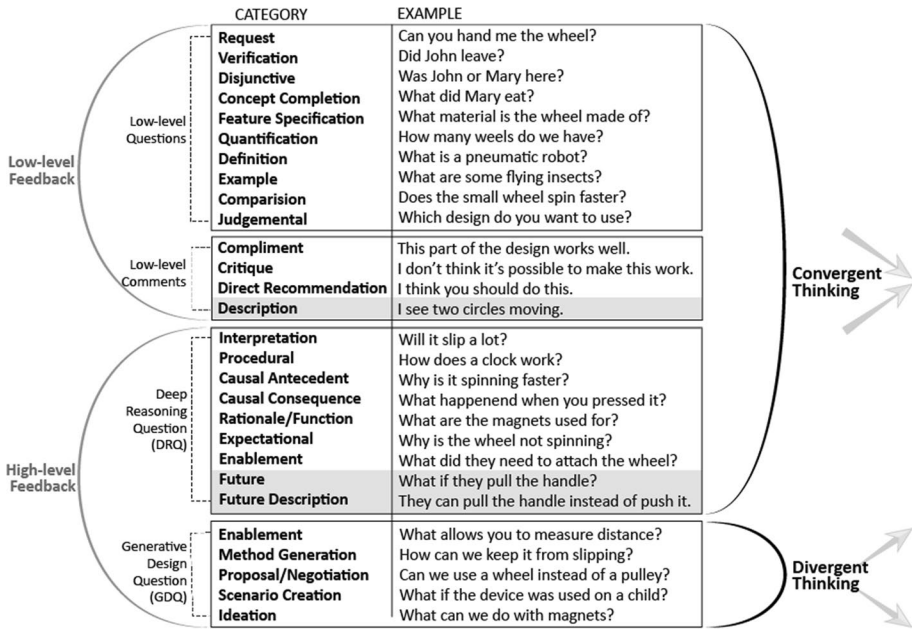 CATEGORY EXAMPLE
Request Can you hand me the wheel?
Verification Did John leave?
Disjunctive Was John or Mary here?
Concept Completion What did Mary eat?
Feature Specification What material is the wheel made of?
Quantification How many weels do we have?
Definition What is a pneumatic robot?
Example What are some flying insects?
Comparision Does the small wheel spin faster?
Judgemental Which design do you want to use?
Low-level
Questions
Low-level
Feedback
Compliment This part of the design works well.
Critique I don't think it's possible to make this work.
Direct Recommendation I think you should do this.
Description I see two circles moving.
Low-level
Comments
Convergent
Thinking
Interpretation Will it slip a lot?
Procedural How does a clock work?
Causal Antecedent Why is it spinning faster?
Causal Consequence What happenend when you pressed it?
Rationale/Function What are the magnets used for?
Expectational Why is the wheel not spinning?
Enablement What did they need to attach the wheel?
Future What if they pull the handle?
Future Description They can pull the handle instead of push it.
Deep
Reasoning
Question
(DRQ)
High-level
Feedback
Enablement What allows you to measure distance?
Method Generation How can we keep it from slipping?
Proposal/Negotiation Can we use a wheel instead of a pulley?
Scenario Creation What if the device was used on a child?
Ideation What can we do with magnets?
Generative
Design
Question
(GDQ)
Divergent
Thinking